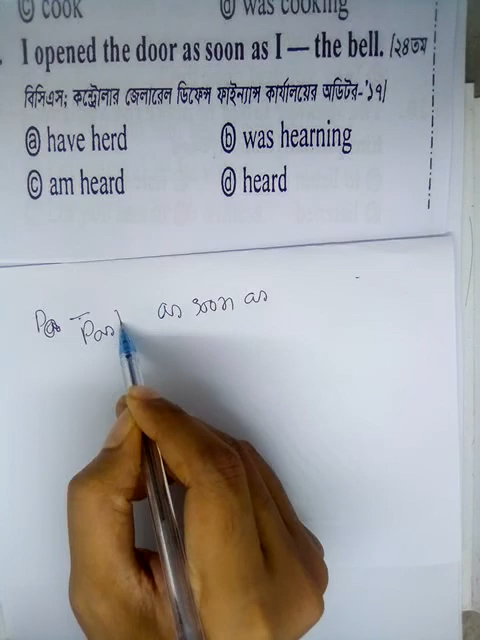 ⓒ cook ⓓ was cooking
. I opened the door as soon as I — the bell. /২৪তম
বিসিএস; কন্ট্রোলার জেনারেল ডিফেন্স ফাইন্যান্স কার্যালয়ের অডিটর-'১৭/
ⓐ have herd ⓑ was hearning
ⓒ am heard ⓓ heard
as soon as
Past